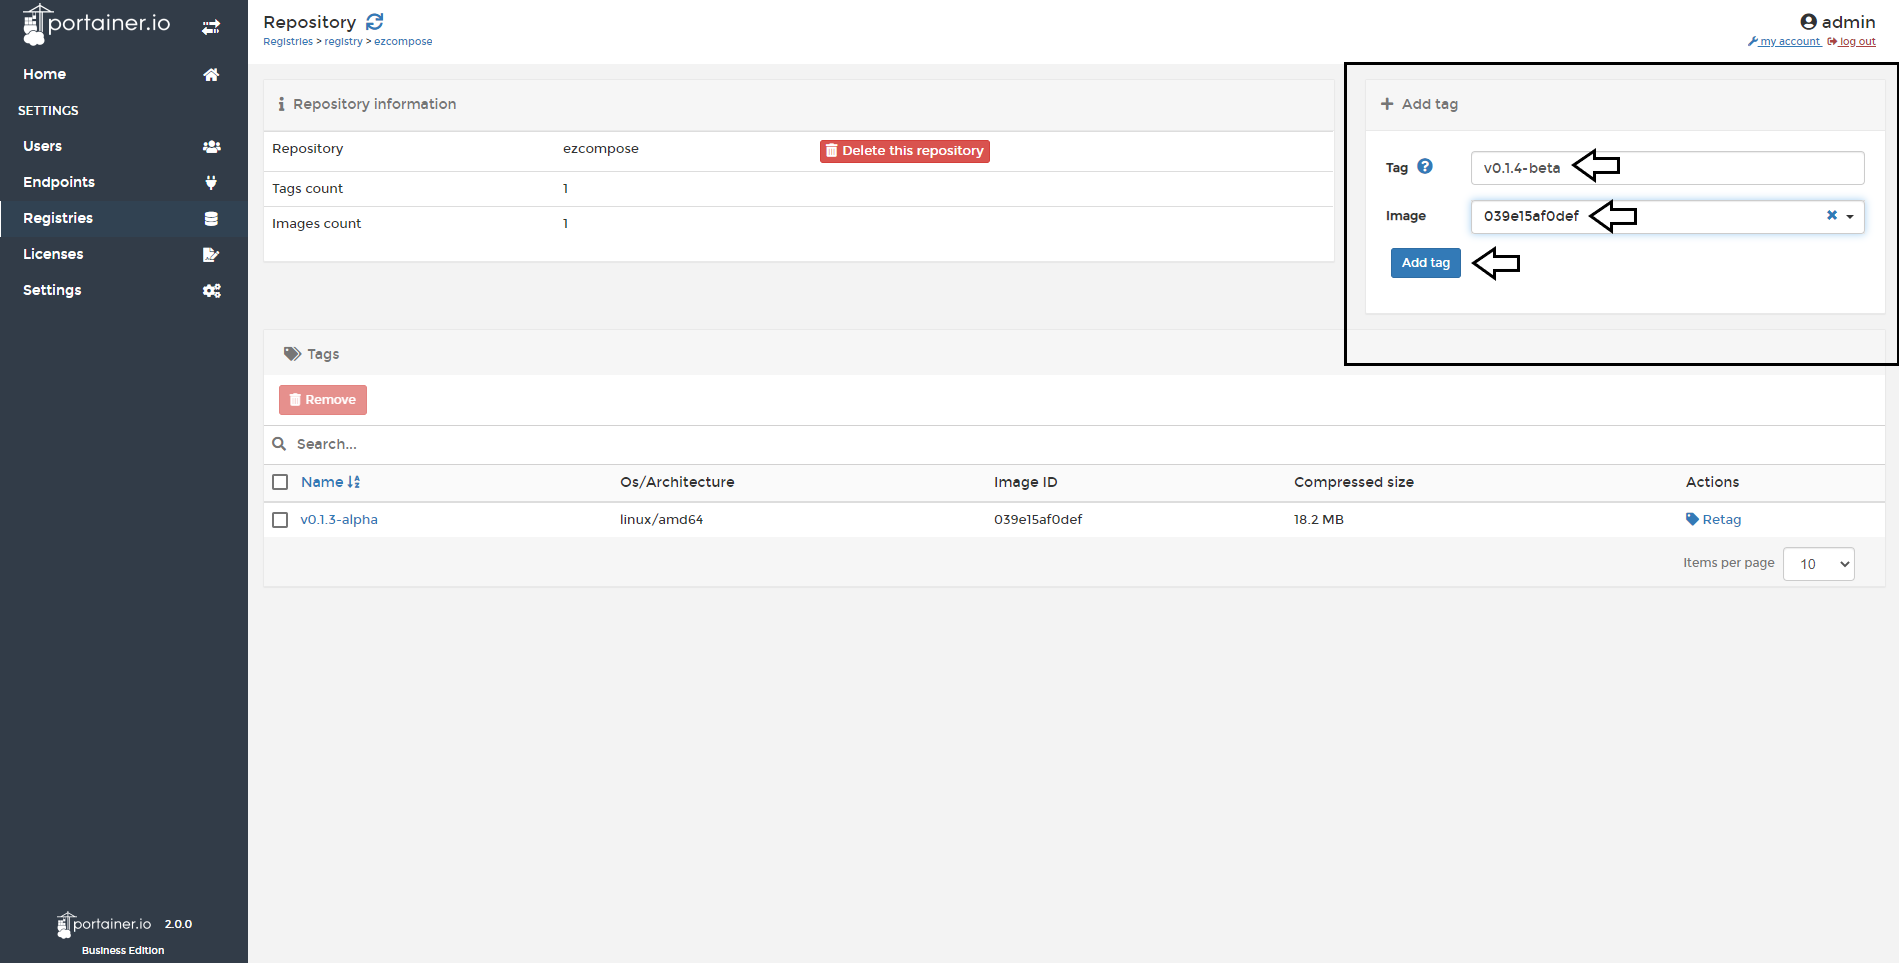 portainer.io
Home
SETTINGS
Users
Endpoints
Registries
Licenses
Settings
portainer.io 2.0.0
Business Edition
Repository
Registries > registry > ezcompose
admin
my account log out
Repository information
Repository ezcompose Delete this repository
Tags count 1
Images count 1
Add tag
Tag v0.1.4-beta
Image 039e15af0def
Add tag
Tags
Remove
Search...
Name Os/Architecture Image ID Compressed size Actions
v0.1.3-alpha linux/amd64 039e15af0def 18.2 MB Retag
Items per page 10